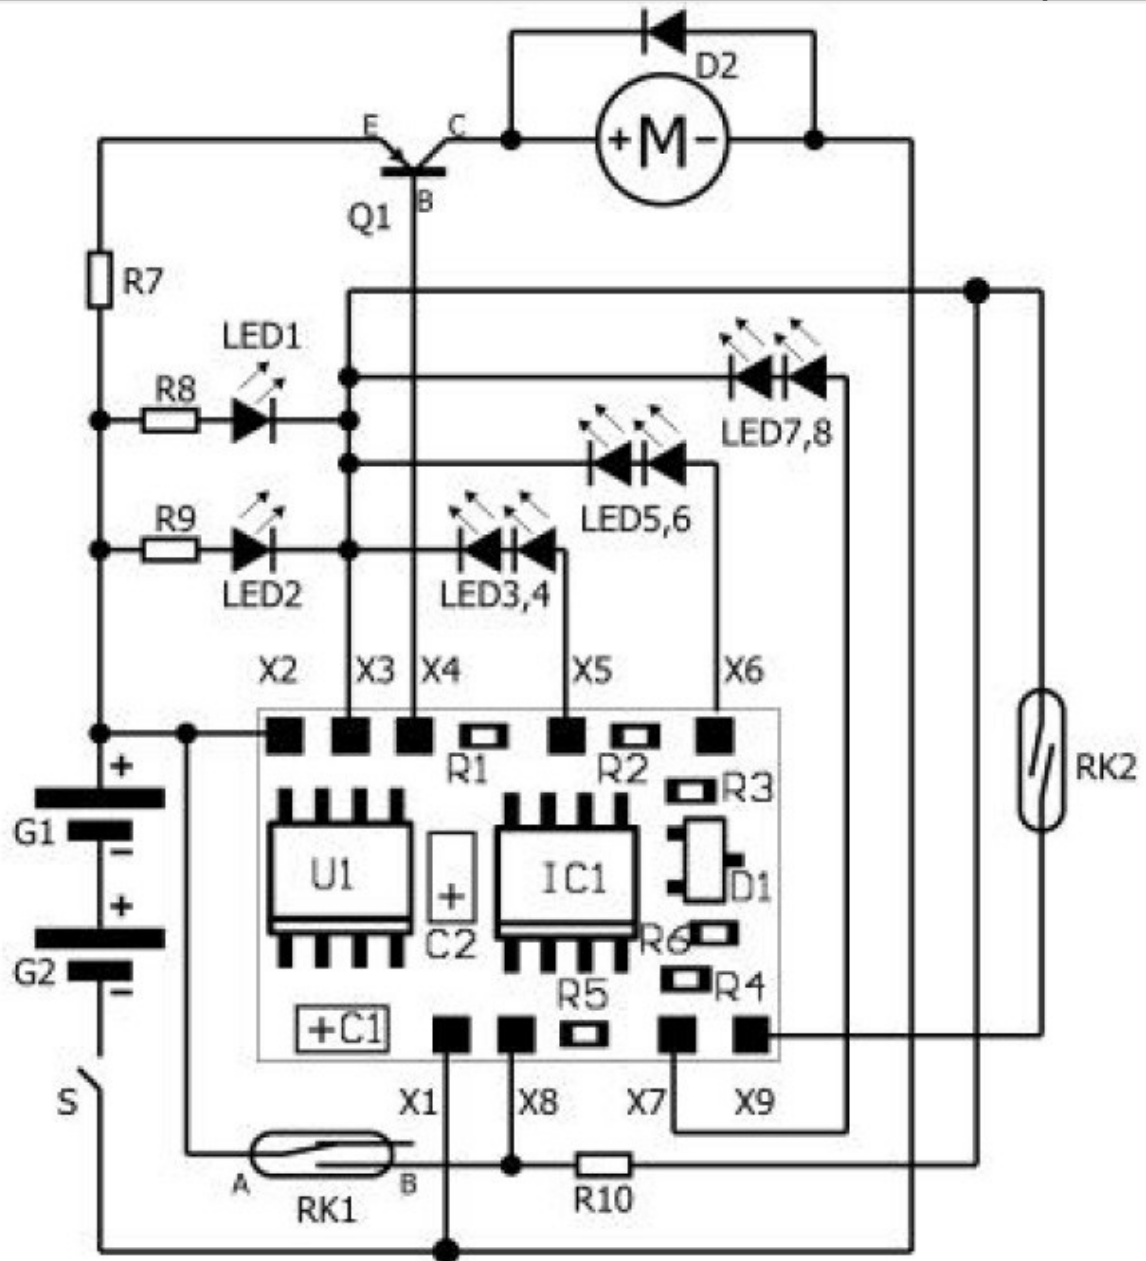 D2
E
C
+M-
B
Q1
R7
LED1
R8
LED7,8
LED5,6
R9
LED2
LED3,4
X2
X3
X4
X5
X6
R1
R2
R3
RK2
+
G1
-
U1
+
C2
IC1
D1
+
G2
-
R6
R4
R5
+C1
S
X1
X8
X7
X9
A
B
RK1
R10